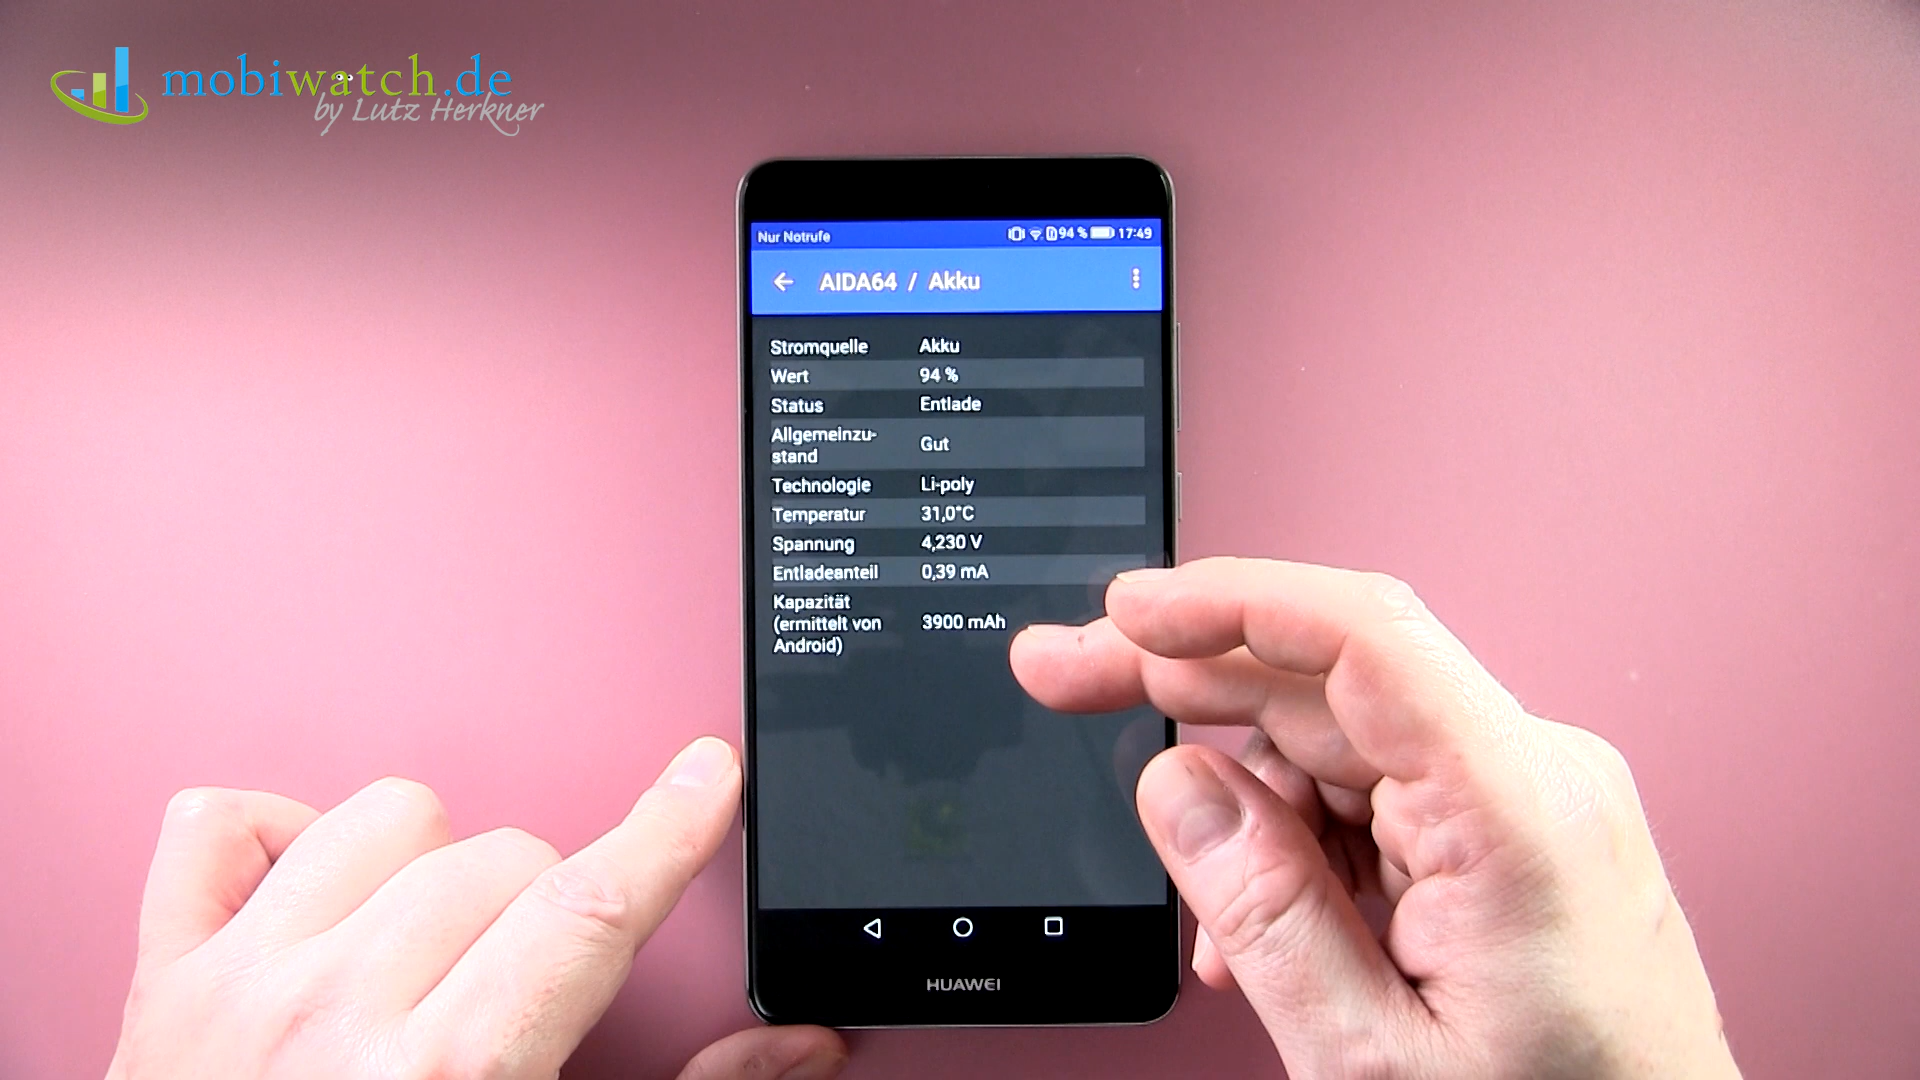 mobiwatch.de
by Lutz Herkner
Nur Notrufe 94 % 17:49
AIDA64 / Akku
Stromquelle Akku
Wert 94 %
Status Entlade
Allgemeinzu-
stand Gut
Technologie Li-poly
Temperatur 31,0°C
Spannung 4,230 V
Entladeanteil 0,39 mA
Kapazität
(ermittelt von 3900 mAh
Android)
HUAWEI